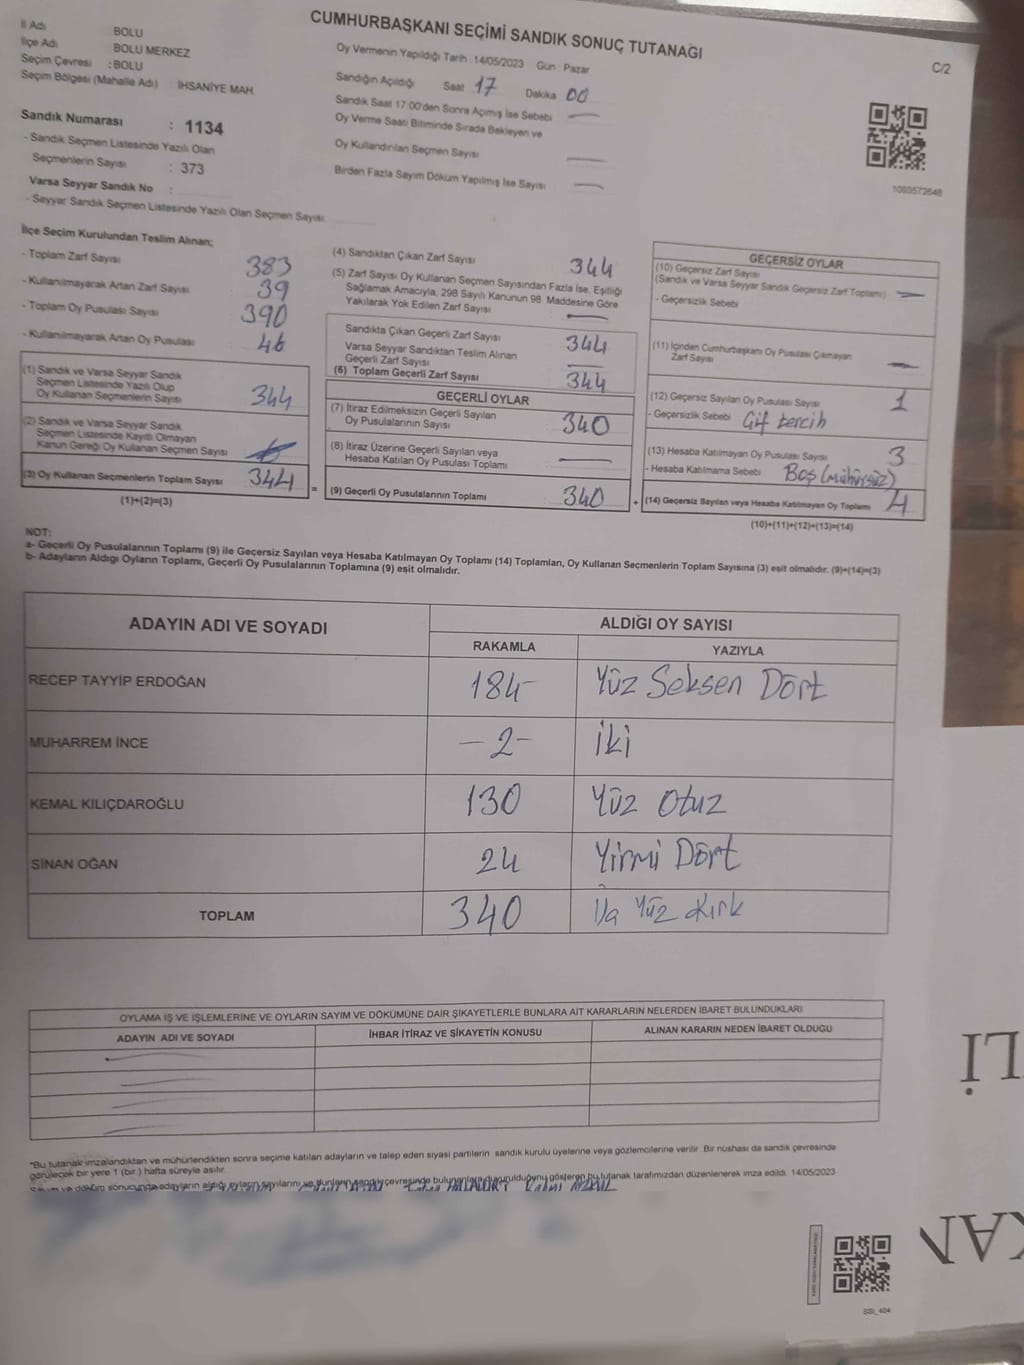 CUMHURBAŞKANI SEÇİMİ SANDIK SONUÇ TUTANAĞI
C/2
İl Adı BOLU
İlçe Adı BOLU MERKEZ
Seçim Çevresi : BOLU
Seçim Bölgesi (Mahalle Adı) İHSANİYE MAH.
Oy Vermenin Yapıldığı Tarih : 14/05/2023 Gün : Pazar
Sandığın Açıldığı Saat 17 Dakika 00
Sandık Saat 17:00'den Sonra Açılmış İse Sebebi —
Oy Verme Saati Bitiminde Sırada Bekleyen ve
Oy Kullandırılan Seçmen Sayısı —
Birden Fazla Sayım Döküm Yapılmış İse Sayısı —
1093572648
Sandık Numarası : 1134
- Sandık Seçmen Listesinde Yazılı Olan
Seçmenlerin Sayısı : 373
Varsa Seyyar Sandık No :
- Seyyar Sandık Seçmen Listesinde Yazılı Olan Seçmen Sayısı:
İlçe Seçim Kurulundan Teslim Alınan;
- Toplam Zarf Sayısı 383
- Kullanılmayarak Artan Zarf Sayısı 39
- Toplam Oy Pusulası Sayısı 390
- Kullanılmayarak Artan Oy Pusulası 46
(1) Sandık ve Varsa Seyyar Sandık
Seçmen Listesinde Yazılı Olup
Oy Kullanan Seçmenlerin Sayısı 344
(2) Sandık ve Varsa Seyyar Sandık
Seçmen Listesinde Kayıtlı Olmayan
Kanun Gereği Oy Kullanan Seçmen Sayısı
(3) Oy Kullanan Seçmenlerin Toplam Sayısı 344
(1)+(2)=(3)
(4) Sandıktan Çıkan Zarf Sayısı 344
(5) Zarf Sayısı Oy Kullanan Seçmen Sayısından Fazla İse, Eşitliği
Sağlamak Amacıyla, 298 Sayılı Kanunun 98. Maddesine Göre
Yakılarak Yok Edilen Zarf Sayısı —
Sandıkta Çıkan Geçerli Zarf Sayısı 344
Varsa Seyyar Sandıktan Teslim Alınan
Geçerli Zarf Sayısı —
(6) Toplam Geçerli Zarf Sayısı 344
GEÇERLİ OYLAR
(7) İtiraz Edilmeksizin Geçerli Sayılan
Oy Pusulalarının Sayısı 340
(8) İtiraz Üzerine Geçerli Sayılan veya
Hesaba Katılan Oy Pusulası Toplamı —
= (9) Geçerli Oy Pusulalarının Toplamı 340
GEÇERSİZ OYLAR
(10) Geçersiz Zarf Sayısı
(Sandık ve Varsa Seyyar Sandık Geçersiz Zarf Toplamı) —
- Geçersizlik Sebebi
(11) İçinden Cumhurbaşkanı Oy Pusulası Çıkmayan
Zarf Sayısı —
(12) Geçersiz Sayılan Oy Pusulası Sayısı 1
- Geçersizlik Sebebi Çift tercih
(13) Hesaba Katılmayan Oy Pusulası Sayısı 3
- Hesaba Katılmama Sebebi Boş (Mühürsüz)
+ (14) Geçersiz Sayılan veya Hesaba Katılmayan Oy Toplamı 4
(10)+(11)+(12)+(13)=(14)
NOT:
a- Geçerli Oy Pusulalarının Toplamı (9) ile Geçersiz Sayılan veya Hesaba Katılmayan Oy Toplamı (14) Toplamları, Oy Kullanan Seçmenlerin Toplam Sayısına (3) eşit olmalıdır. (9)+(14)=(3)
b- Adayların Aldığı Oyların Toplamı, Geçerli Oy Pusulalarının Toplamına (9) eşit olmalıdır.
ADAYIN ADI VE SOYADI ALDIĞI OY SAYISI
RAKAMLA YAZIYLA
RECEP TAYYİP ERDOĞAN 184 Yüz Seksen Dört
MUHARREM İNCE -2- İki
KEMAL KILIÇDAROĞLU 130 Yüz Otuz
SİNAN OĞAN 24 Yirmi Dört
TOPLAM 340 Yüz Kırk
OYLAMA İŞ VE İŞLEMLERİNE VE OYLARIN SAYIM VE DÖKÜMÜNE DAİR ŞİKAYETLERLE BUNLARA AİT KARARLARIN NELERDEN İBARET BULUNDUKLARI
ADAYIN ADI VE SOYADI İHBAR İTİRAZ VE ŞİKAYETİN KONUSU ALINAN KARARIN NEDEN İBARET OLDUĞU
*Bu tutanak imzalandıktan ve mühürlendikten sonra seçime katılan adayların ve talep eden siyasi partilerin sandık kurulu üyelerine veya gözlemcilerine verilir. Bir nüshası da sandık çevresinde
görülecek bir yere 1 (bir) hafta süreyle asılır.
Sayım ve döküm sonucunda adayların aldığı oyların sayılarını ve bunların sandık çevresinde bulunanlara duyurulduğunu gösteren bu tutanak tarafımızdan düzenlenerek imza edildi. 14/05/2023
SSI_404
Lİ
KAN